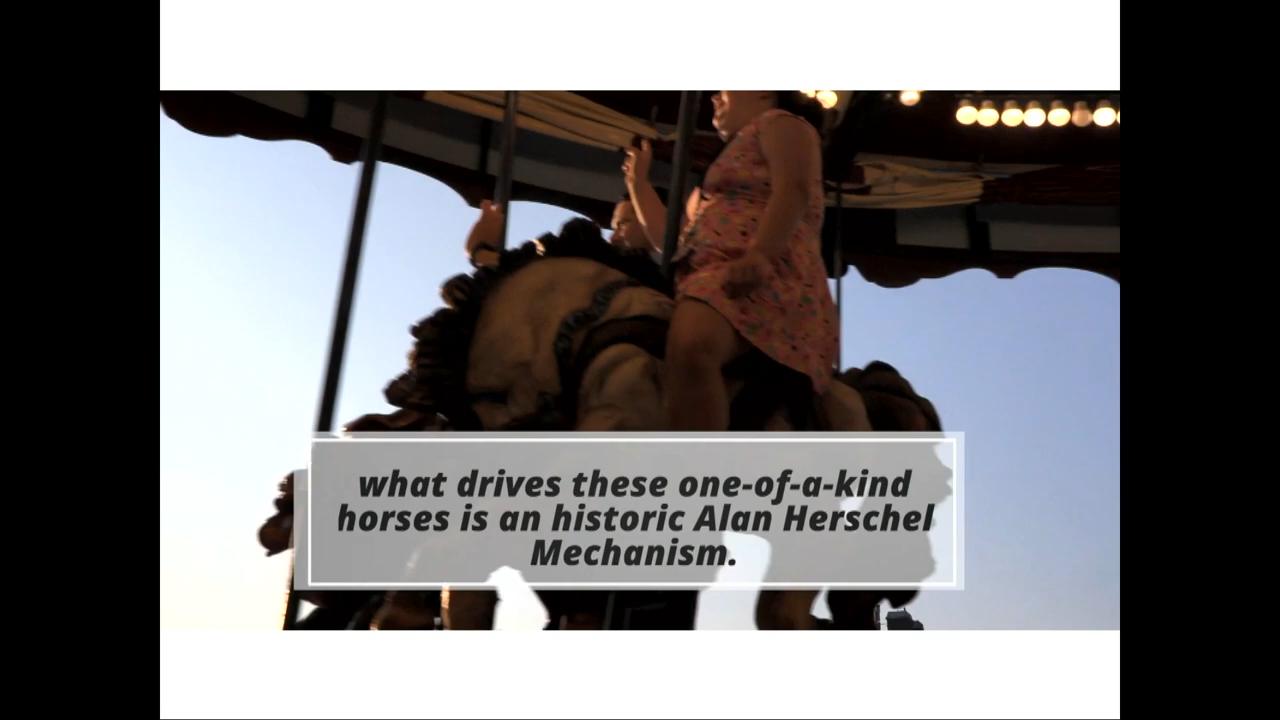 what drives these one-of-a-kind
horses is an historic Alan Herschel
Mechanism.